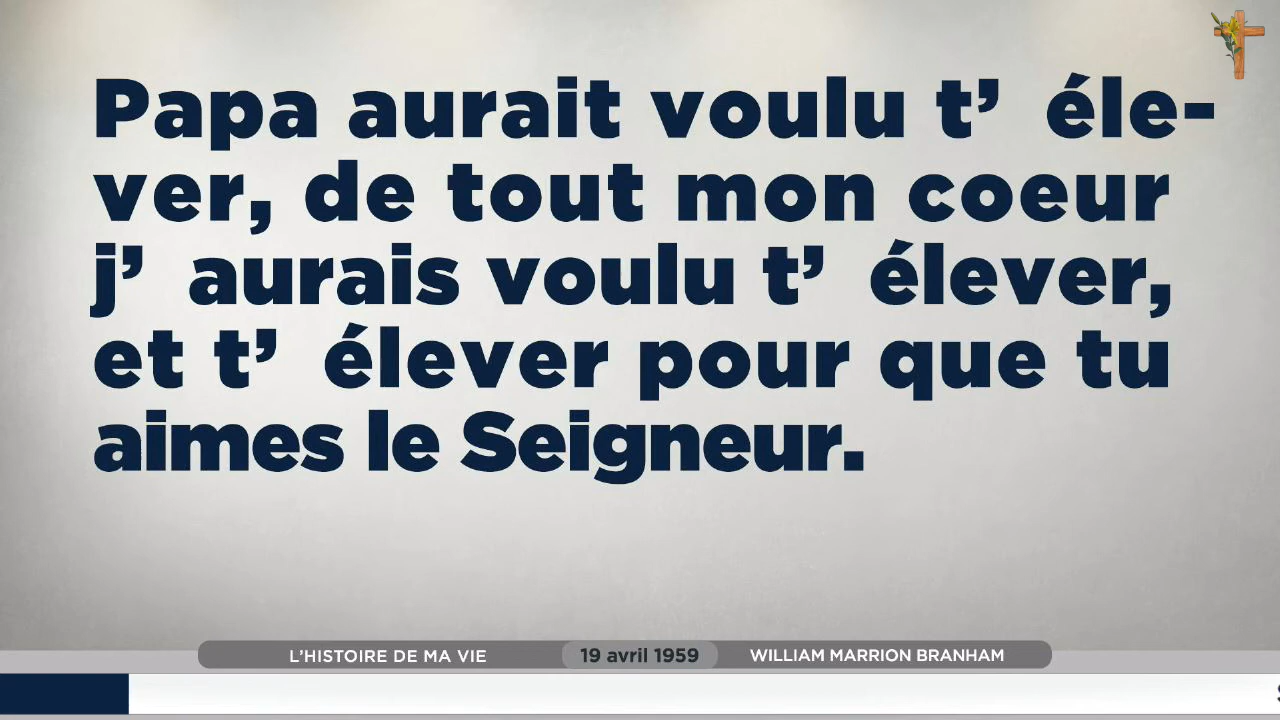 Papa aurait voulu t’ éle-
ver, de tout mon coeur
j’ aurais voulu t’ élever,
et t’ élever pour que tu
aimes le Seigneur.
L’HISTOIRE DE MA VIE 19 avril 1959 WILLIAM MARRION BRANHAM